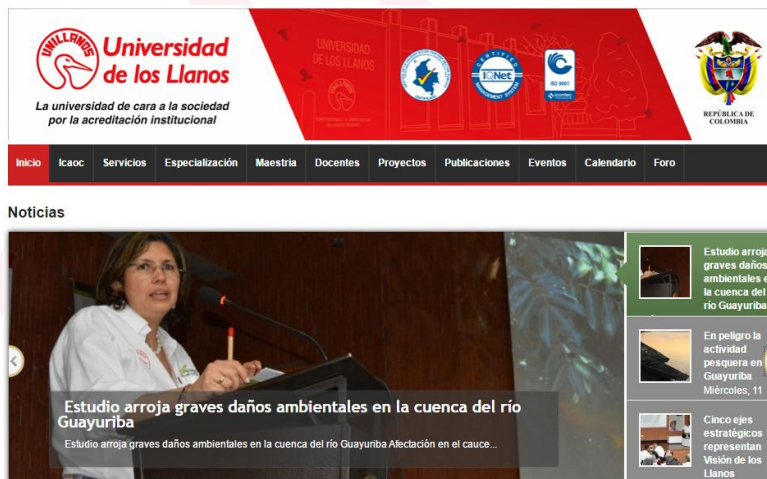 UNILLANOS
Universidad
de los Llanos
La universidad de cara a la sociedad
por la acreditación institucional
UNIVERSIDAD
DE LOS LLANOS
CERTIFIED
IQNet
MANAGEMENT SYSTEM
ISO 9001
REPÚBLICA DE
COLOMBIA
Inicio Icaoc Servicios Especialización Maestria Docentes Proyectos Publicaciones Eventos Calendario Foro
Noticias
Estudio arroja graves daños ambientales en la cuenca del río
Guayuriba
Estudio arroja graves daños ambientales en la cuenca del río Guayuriba Afectación en el cauce...
Estudio arroja
graves daños
ambientales e
la cuenca del
río Guayuriba
En peligro la
actividad
pesquera en
Guayuriba
Miércoles, 11
Cinco ejes
estratégicos
representan
Visión de los
Llanos